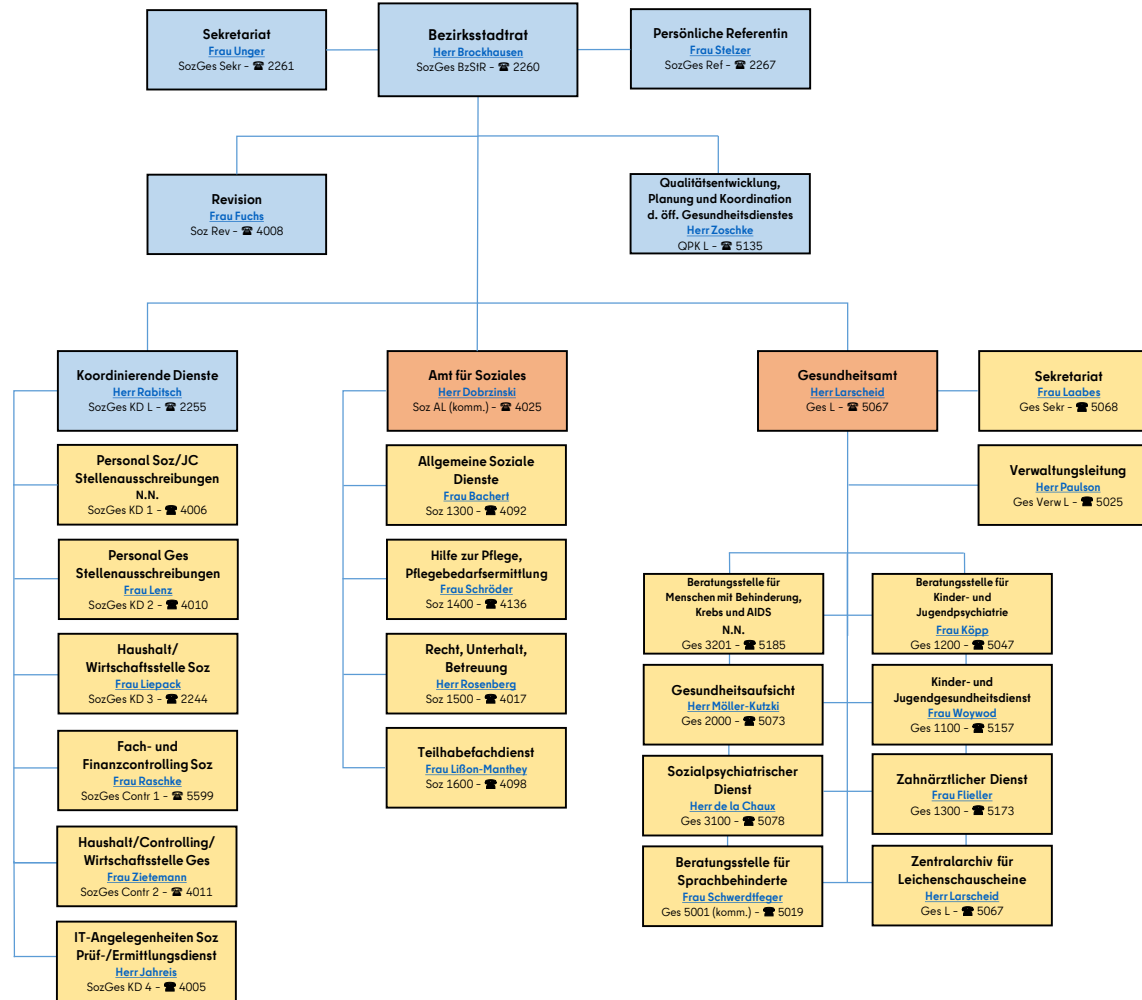 Sekretariat
Frau Unger
SozGes Sekr - ☎ 2261
Bezirksstadtrat
Herr Brockhausen
SozGes BzStR - ☎ 2260
Persönliche Referentin
Frau Stelzer
SozGes Ref - ☎ 2267
Revision
Frau Fuchs
Soz Rev - ☎ 4008
Qualitätsentwicklung,
Planung und Koordination
d. öff. Gesundheitsdienstes
Herr Zoschke
QPK L - ☎ 5135
Koordinierende Dienste
Herr Rabitsch
SozGes KD L - ☎ 2255
Personal Soz/JC
Stellenausschreibungen
N.N.
SozGes KD 1 - ☎ 4006
Personal Ges
Stellenausschreibungen
Frau Lenz
SozGes KD 2 - ☎ 4010
Haushalt/
Wirtschaftsstelle Soz
Frau Liepack
SozGes KD 3 - ☎ 2244
Fach- und
Finanzcontrolling Soz
Frau Raschke
SozGes Contr 1 - ☎ 5599
Haushalt/Controlling/
Wirtschaftsstelle Ges
Frau Zietemann
SozGes Contr 2 - ☎ 4011
IT-Angelegenheiten Soz
Prüf-/Ermittlungsdienst
Herr Jahreis
SozGes KD 4 - ☎ 4005
Amt für Soziales
Herr Dobrzinski
Soz AL (komm.) - ☎ 4025
Allgemeine Soziale
Dienste
Frau Bachert
Soz 1300 - ☎ 4092
Hilfe zur Pflege,
Pflegebedarfsermittlung
Frau Schröder
Soz 1400 - ☎ 4136
Recht, Unterhalt,
Betreuung
Herr Rosenberg
Soz 1500 - ☎ 4017
Teilhabefachdienst
Frau Lißon-Manthey
Soz 1600 - ☎ 4098
Gesundheitsamt
Herr Larscheid
Ges L - ☎ 5067
Sekretariat
Frau Laabes
Ges Sekr - ☎ 5068
Verwaltungsleitung
Herr Paulson
Ges Verw L - ☎ 5025
Beratungsstelle für
Menschen mit Behinderung,
Krebs und AIDS
N.N.
Ges 3201 - ☎ 5185
Beratungsstelle für
Kinder- und
Jugendpsychiatrie
Frau Köpp
Ges 1200 - ☎ 5047
Gesundheitsaufsicht
Herr Möller-Kutzki
Ges 2000 - ☎ 5073
Kinder- und
Jugendgesundheitsdienst
Frau Woywod
Ges 1100 - ☎ 5157
Sozialpsychiatrischer
Dienst
Herr de la Chaux
Ges 3100 - ☎ 5078
Zahnärztlicher Dienst
Frau Flieller
Ges 1300 - ☎ 5173
Beratungsstelle für
Sprachbehinderte
Frau Schwerdtfeger
Ges 5001 (komm.) - ☎ 5019
Zentralarchiv für
Leichenschauscheine
Herr Larscheid
Ges L - ☎ 5067